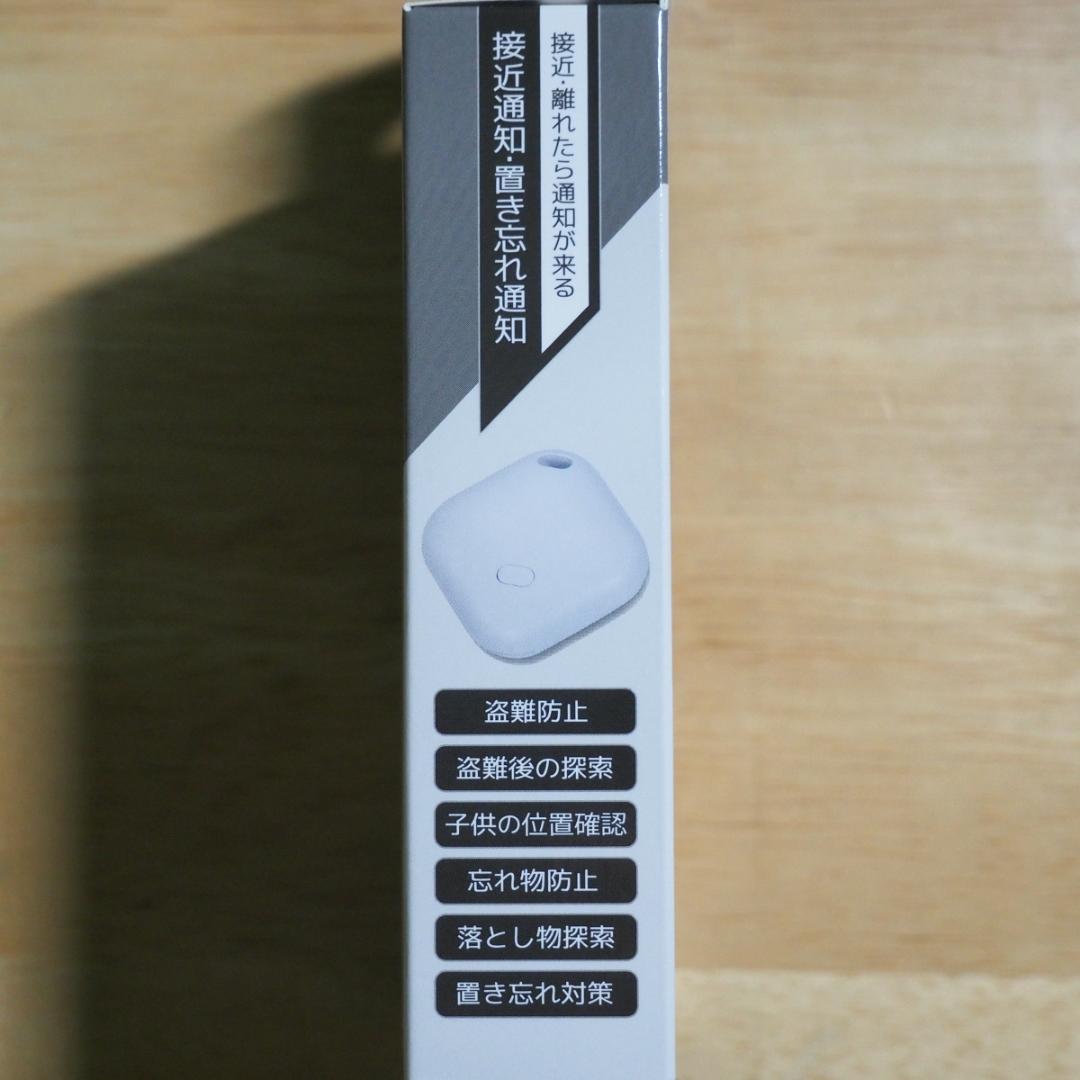 接近・離れたら通知が来る
接近通知・置き忘れ通知
盗難防止
盗難後の探索
子供の位置確認
忘れ物防止
落とし物探索
置き忘れ対策